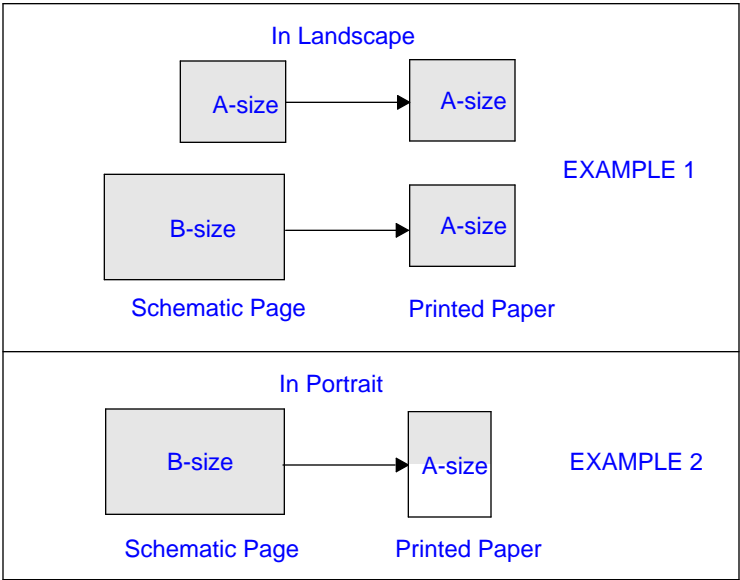 In Landscape
A-size
A-size
EXAMPLE 1
B-size
A-size
Schematic Page
Printed Paper
In Portrait
B-size
A-size
EXAMPLE 2
Schematic Page
Printed Paper